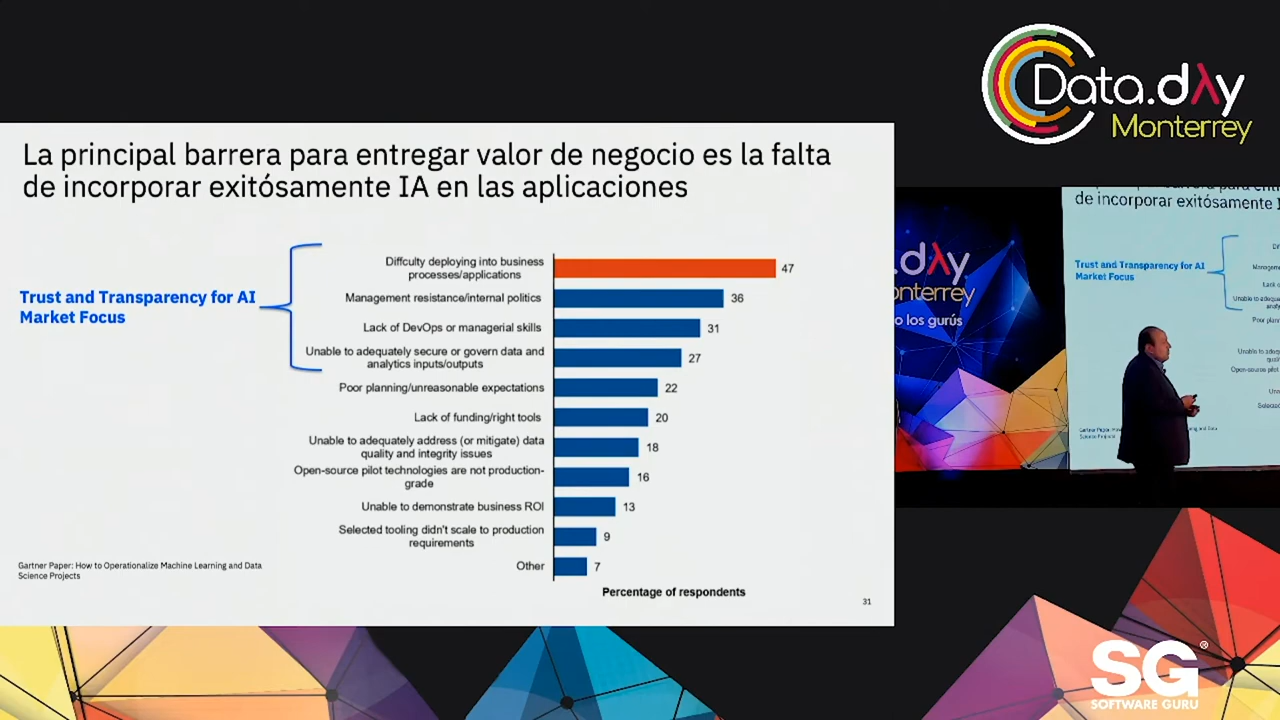 Data.dλy
Monterrey
La principal barrera para entregar valor de negocio es la falta
de incorporar exitósamente IA en las aplicaciones
Trust and Transparency for AI
Market Focus
Diffculty deploying into business
processes/applications
47
Management resistance/internal politics
36
Lack of DevOps or managerial skills
31
Unable to adequately secure or govern data and
analytics inputs/outputs
27
Poor planning/unreasonable expectations
22
Lack of funding/right tools
20
Unable to adequately address (or mitigate) data
quality and integrity issues
18
Open-source pilot technologies are not production-
grade
16
Unable to demonstrate business ROI
13
Selected tooling didn't scale to production
requirements
9
Other
7
Percentage of respondents
Gartner Paper: How to Operationalize Machine Learning and Data
Science Projects
31
.dλy
onterrey
o los gurús
de incorporar exitósamente
Trust and Transparency for AI
Market Focus
SG
®
SOFTWARE GURU